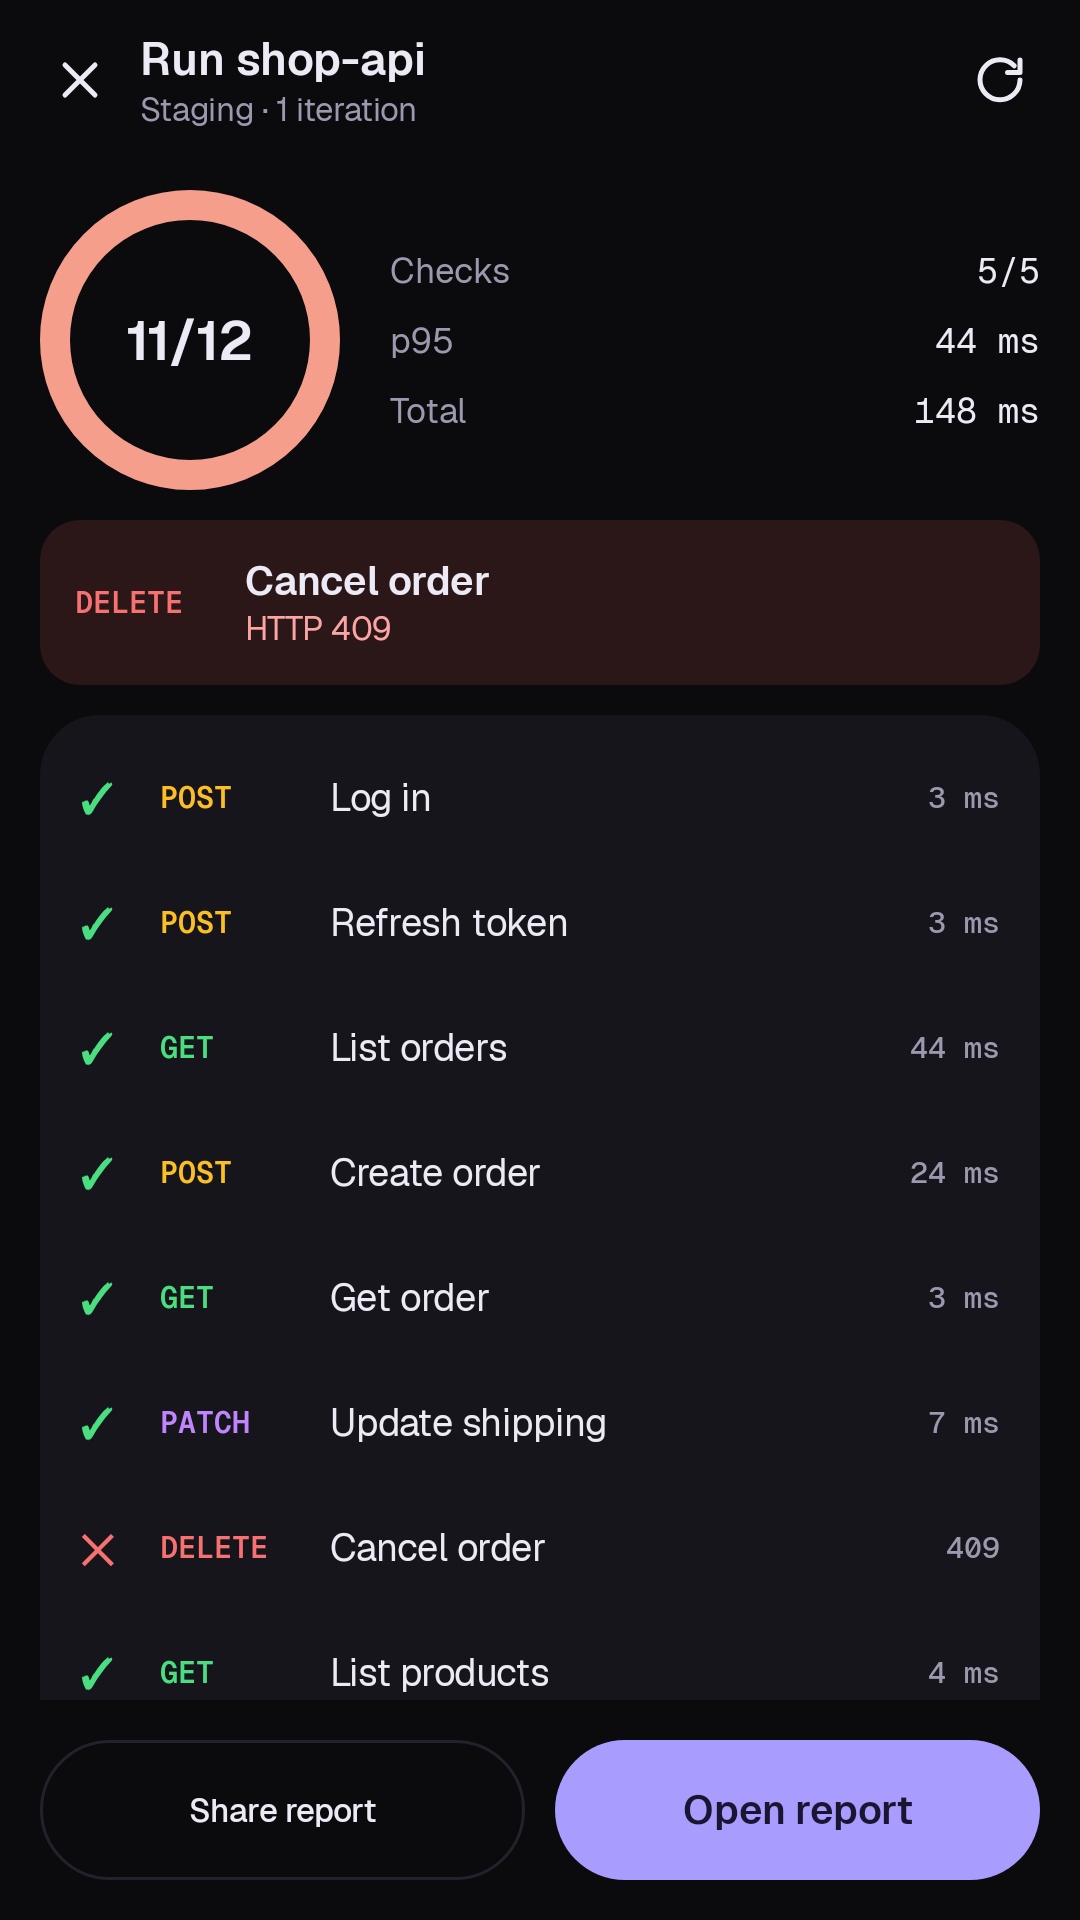 Run shop-api
Staging · 1 iteration
11/12
Checks 5/5
p95 44 ms
Total 148 ms
DELETE Cancel order
HTTP 409
✓ POST Log in 3 ms
✓ POST Refresh token 3 ms
✓ GET List orders 44 ms
✓ POST Create order 24 ms
✓ GET Get order 3 ms
✓ PATCH Update shipping 7 ms
✕ DELETE Cancel order 409
✓ GET List products 4 ms
Share report Open report